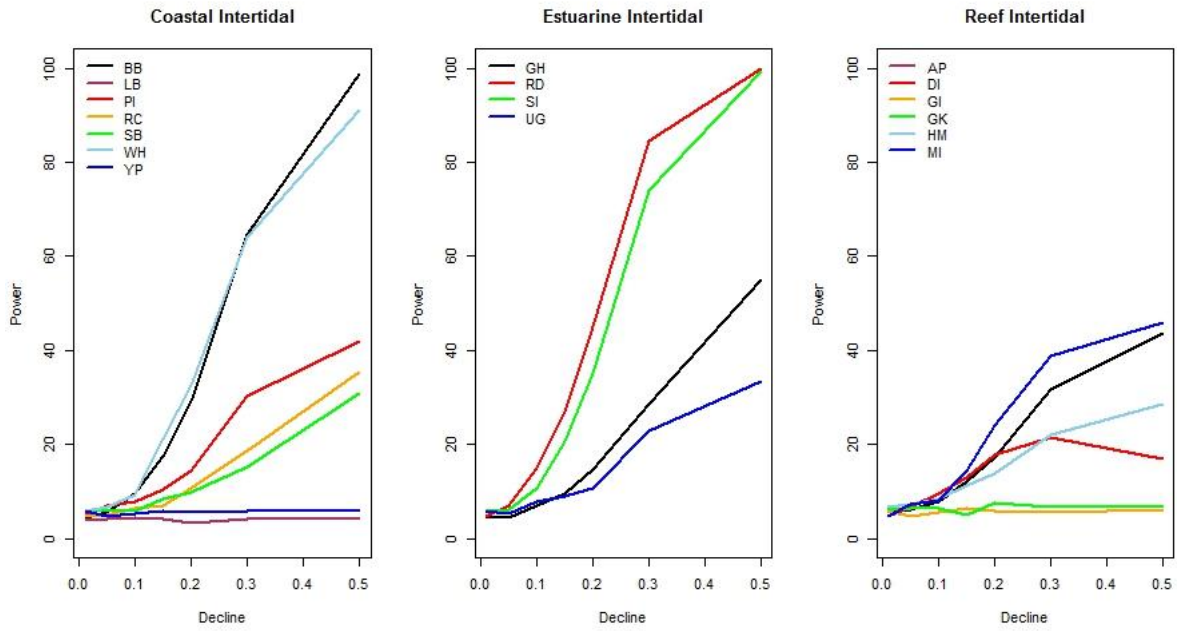 Coastal Intertidal
Power
100
80
60
40
20
0
BB
LB
PI
RC
SB
WH
YP
0.0 0.1 0.2 0.3 0.4 0.5
Decline
Estuarine Intertidal
Power
100
80
60
40
20
0
GH
RD
SI
UG
0.0 0.1 0.2 0.3 0.4 0.5
Decline
Reef Intertidal
Power
100
80
60
40
20
0
AP
DI
GI
GK
HM
MI
0.0 0.1 0.2 0.3 0.4 0.5
Decline